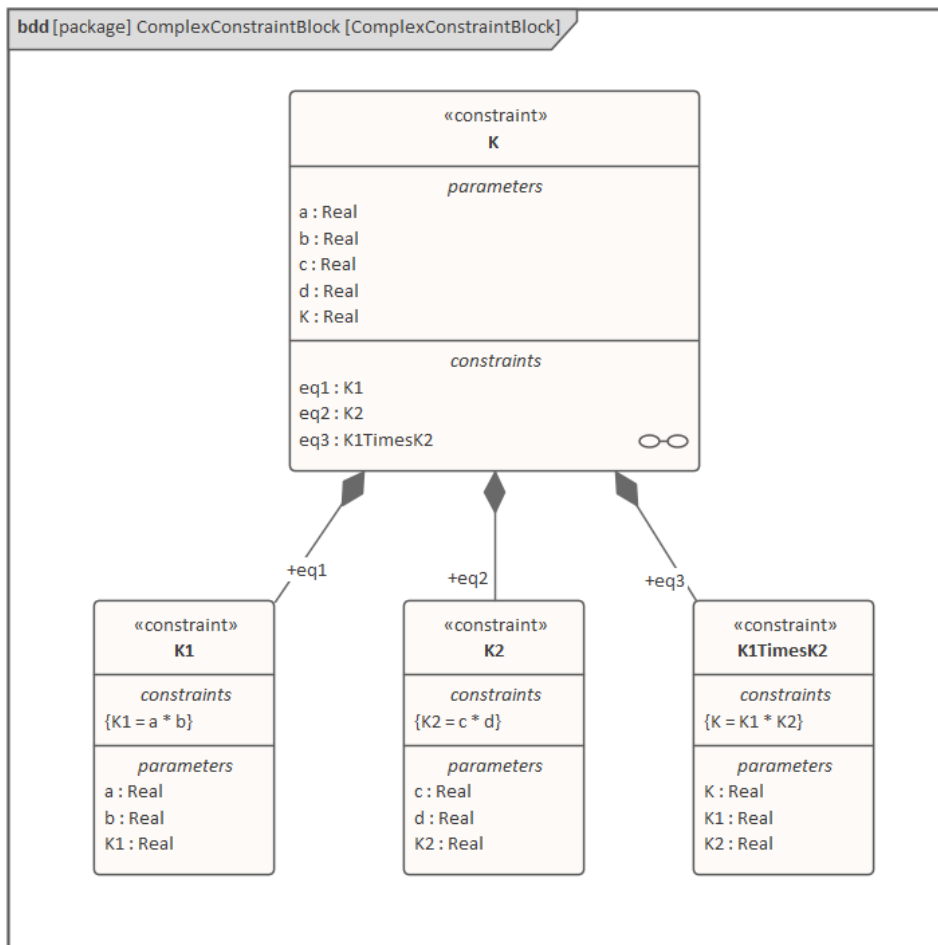 bdd [package] ComplexConstraintBlock [ComplexConstraintBlock]
«constraint»
K
parameters
a : Real
b : Real
c : Real
d : Real
K : Real
constraints
eq1 : K1
eq2 : K2
eq3 : K1TimesK2
+eq1
+eq2
+eq3
«constraint»
K1
constraints
{K1 = a * b}
parameters
a : Real
b : Real
K1 : Real
«constraint»
K2
constraints
{K2 = c * d}
parameters
c : Real
d : Real
K2 : Real
«constraint»
K1TimesK2
constraints
{K = K1 * K2}
parameters
K : Real
K1 : Real
K2 : Real